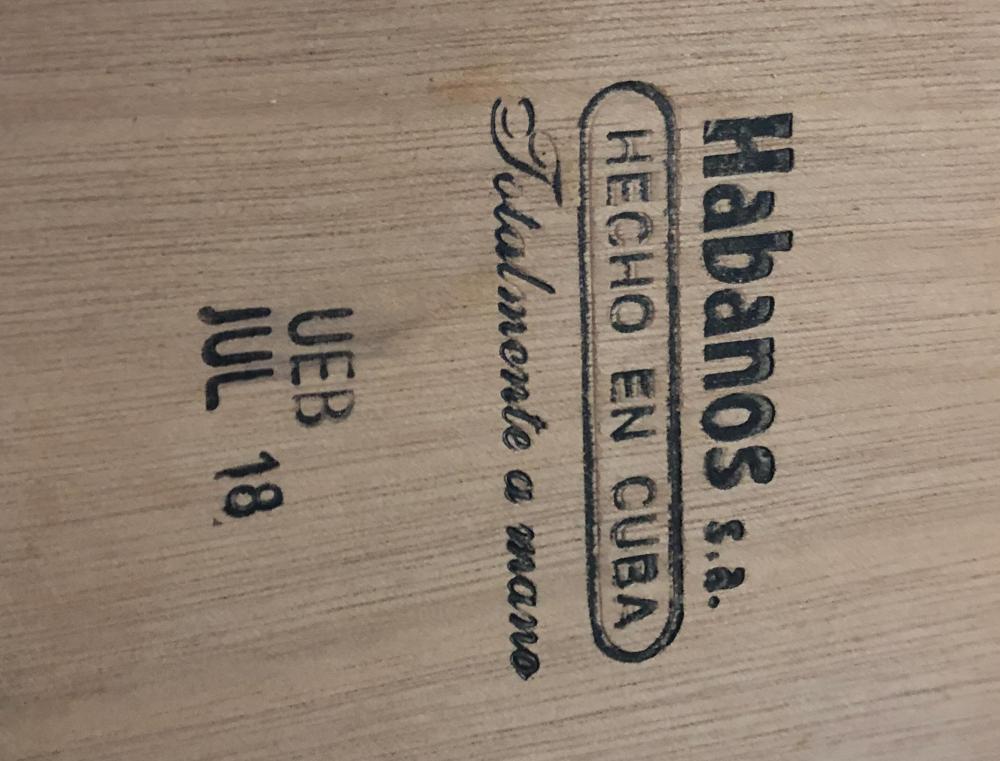 Habanos s.a.
HECHO EN CUBA
Totalmente a mano
UEB
JUL 18